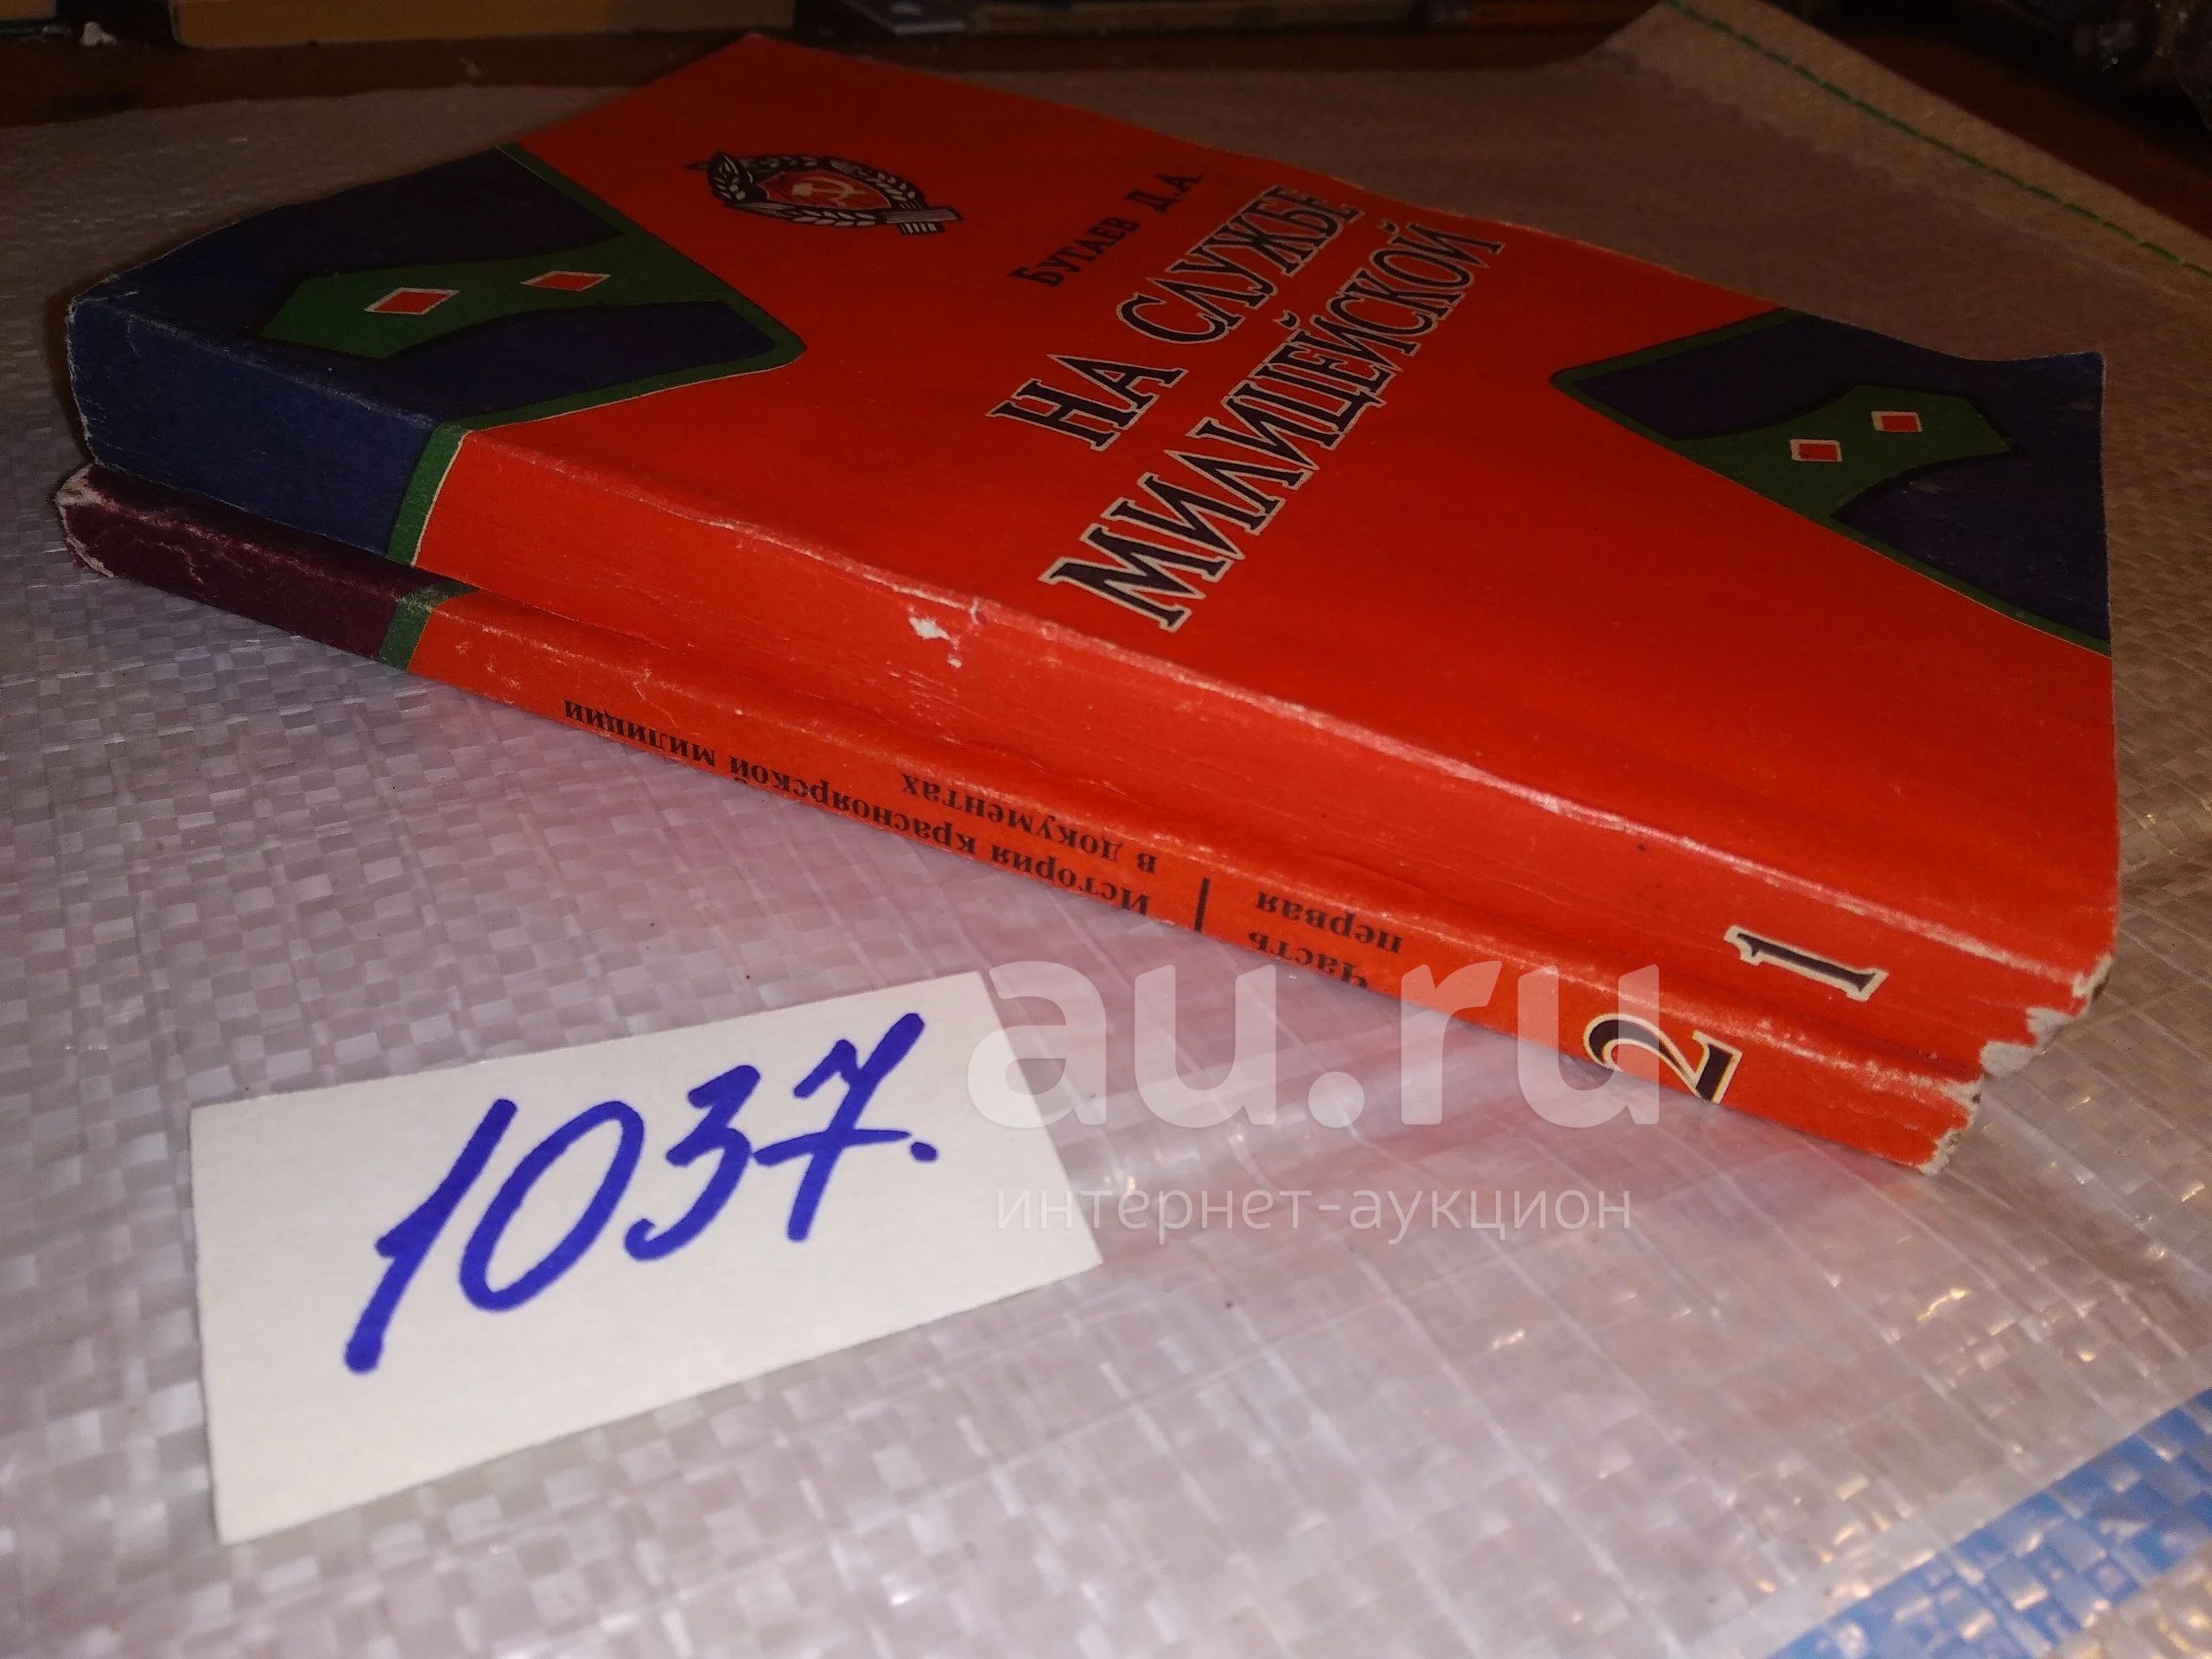 Бугаев Д.А.
НА СЛУЖБЕ
МИЛИЦЕЙСКОЙ
1
История красноярской милиции
в документах
Часть
первая
2
1037.
au.ru
интернет-аукцион